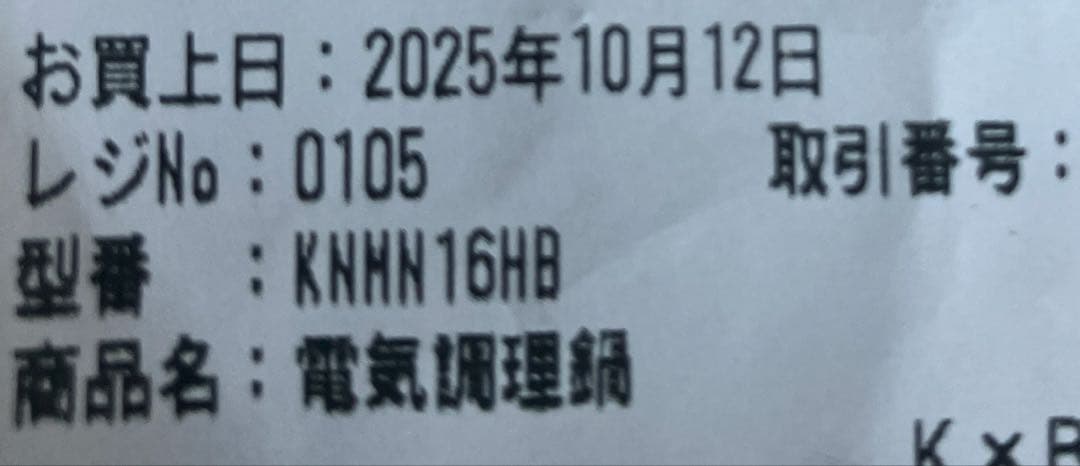 お買上日：2025年10月12日
レジNo：0105 取引番号：
型番　：KNHN16HB
商品名：電気調理鍋
K×B